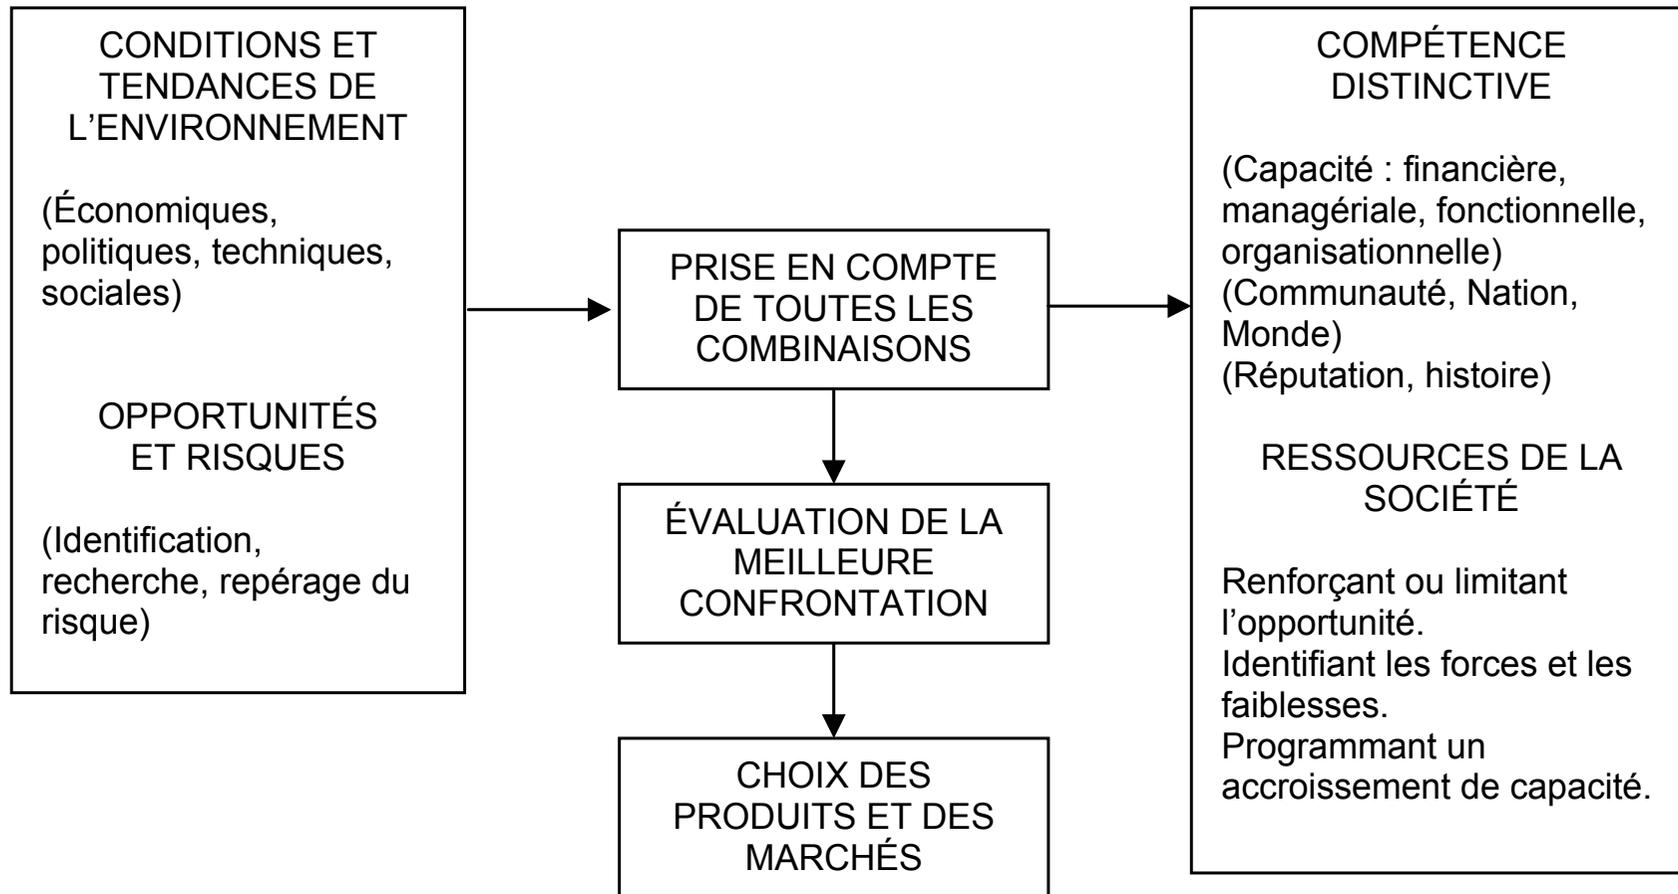 CONDITIONS ET
TENDANCES DE
L’ENVIRONNEMENT
(Économiques,
politiques, techniques,
sociales)
OPPORTUNITÉS
ET RISQUES
(Identification,
recherche, repérage du
risque)
PRISE EN COMPTE
DE TOUTES LES
COMBINAISONS
ÉVALUATION DE LA
MEILLEURE
CONFRONTATION
CHOIX DES
PRODUITS ET DES
MARCHÉS
COMPÉTENCE
DISTINCTIVE
(Capacité : financière,
managériale, fonctionnelle,
organisationnelle)
(Communauté, Nation,
Monde)
(Réputation, histoire)
RESSOURCES DE LA
SOCIÉTÉ
Renforçant ou limitant
l’opportunité.
Identifiant les forces et les
faiblesses.
Programmant un
accroissement de capacité.